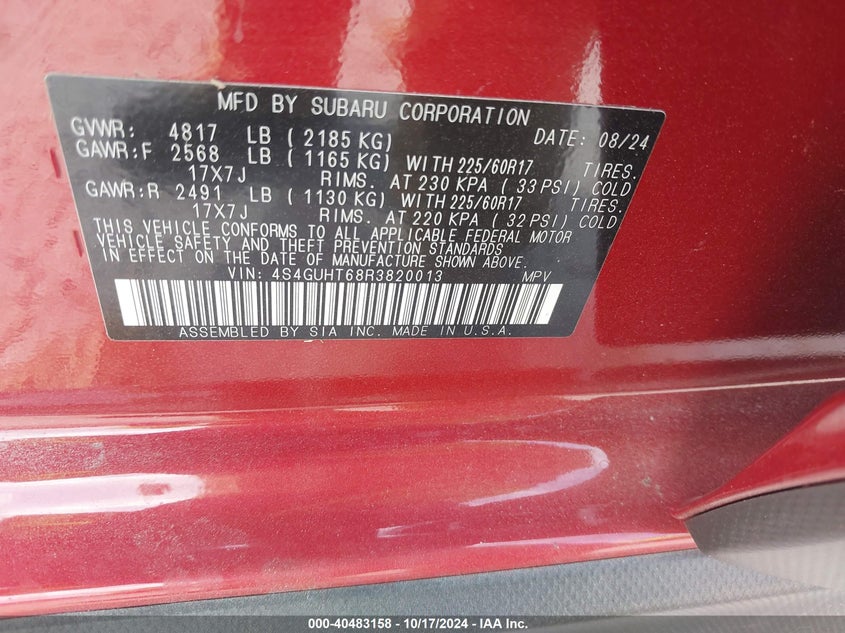 MFD BY SUBARU CORPORATION
GVWR: 4817 LB ( 2185 KG) DATE: 08/24
GAWR:F 2568 LB ( 1165 KG) WITH 225/60R17 TIRES.
17X7J RIMS. AT 230 KPA ( 33 PSI) COLD
GAWR:R 2491 LB ( 1130 KG) WITH 225/60R17 TIRES.
17X7J RIMS. AT 220 KPA ( 32 PSI) COLD
THIS VEHICLE CONFORMS TO ALL APPLICABLE FEDERAL MOTOR
VEHICLE SAFETY AND THEFT PREVENTION STANDARDS
IN EFFECT ON THE DATE OF MANUFACTURE SHOWN ABOVE.
VIN: 4S4GUHT68R3820013 MPV
ASSEMBLED BY SIA INC. MADE IN U.S.A.
000-40483158 - 10/17/2024 - IAA Inc.